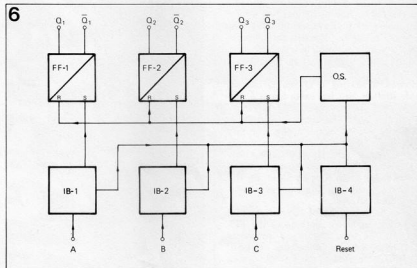 6
Q1 Q̅1 Q2 Q̅2 Q3 Q̅3
FF-1 FF-2 FF-3 O.S.
R S R S R S
IB-1 IB-2 IB-3 IB-4
A B C Reset